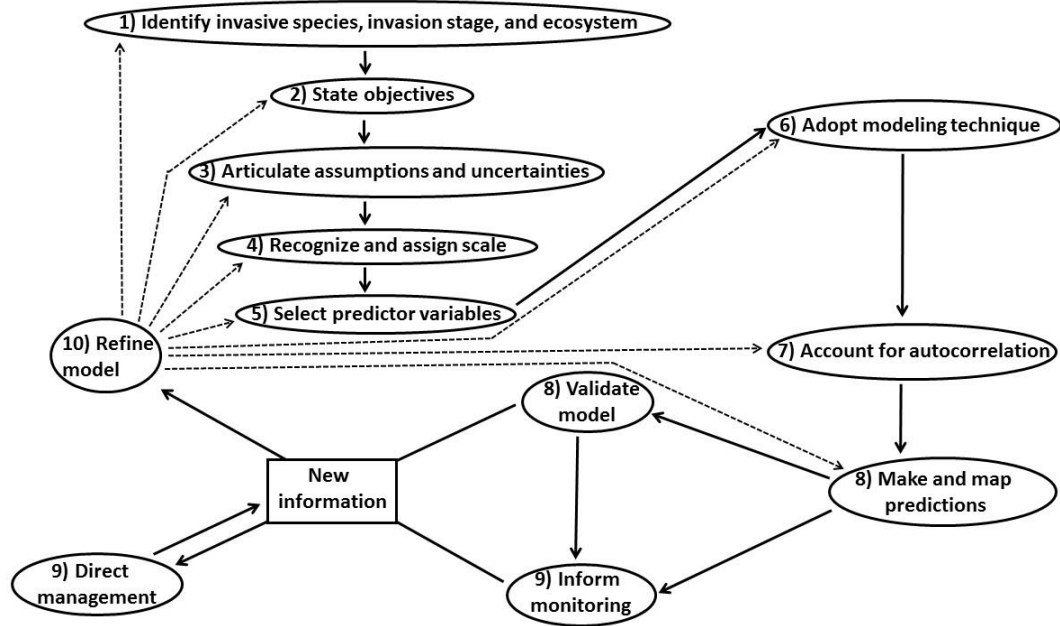 1) Identify invasive species, invasion stage, and ecosystem
2) State objectives
3) Articulate assumptions and uncertainties
4) Recognize and assign scale
5) Select predictor variables
6) Adopt modeling technique
7) Account for autocorrelation
8) Make and map
predictions
8) Validate
model
9) Inform
monitoring
New
information
9) Direct
management
10) Refine
model